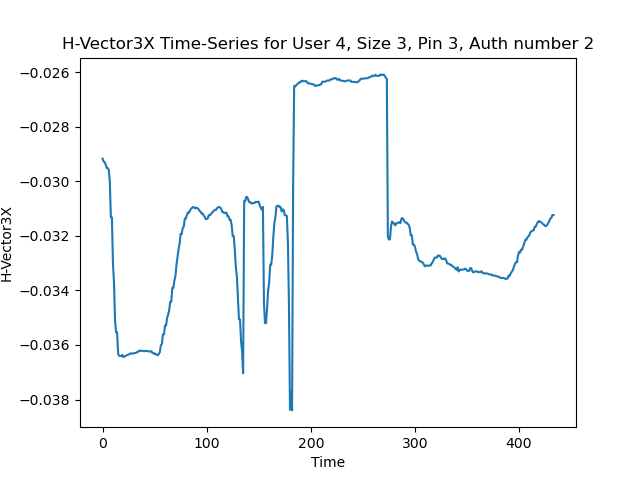 H-Vector3X Time-Series for User 4, Size 3, Pin 3, Auth number 2
−0.026
−0.028
−0.030
−0.032
−0.034
−0.036
−0.038
H-Vector3X
0 100 200 300 400
Time